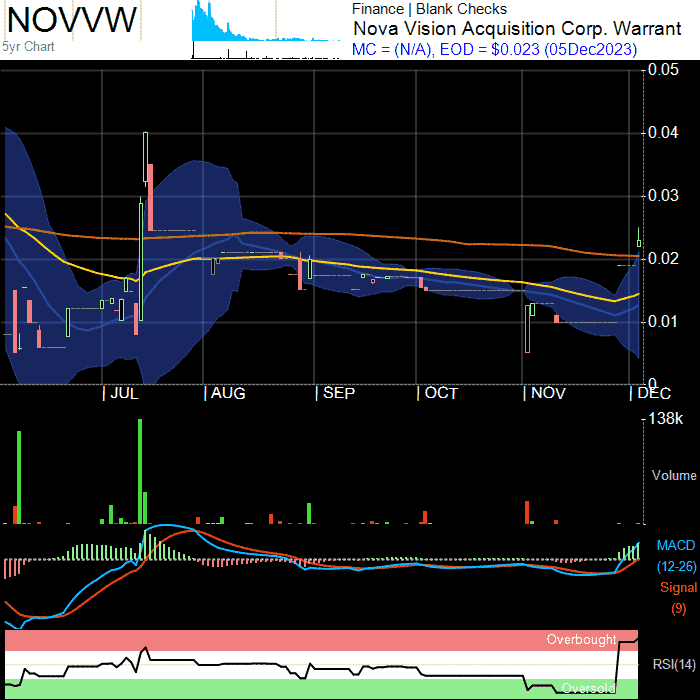 NOVVW
5yr Chart
Finance | Blank Checks
Nova Vision Acquisition Corp. Warrant
MC = (N/A), EOD = $0.023 (05Dec2023)
0.05
0.04
0.03
0.02
0.01
0
JUL AUG SEP OCT NOV DEC
138k
Volume
MACD
(12-26)
Signal
(9)
Overbought
RSI(14)
Oversold